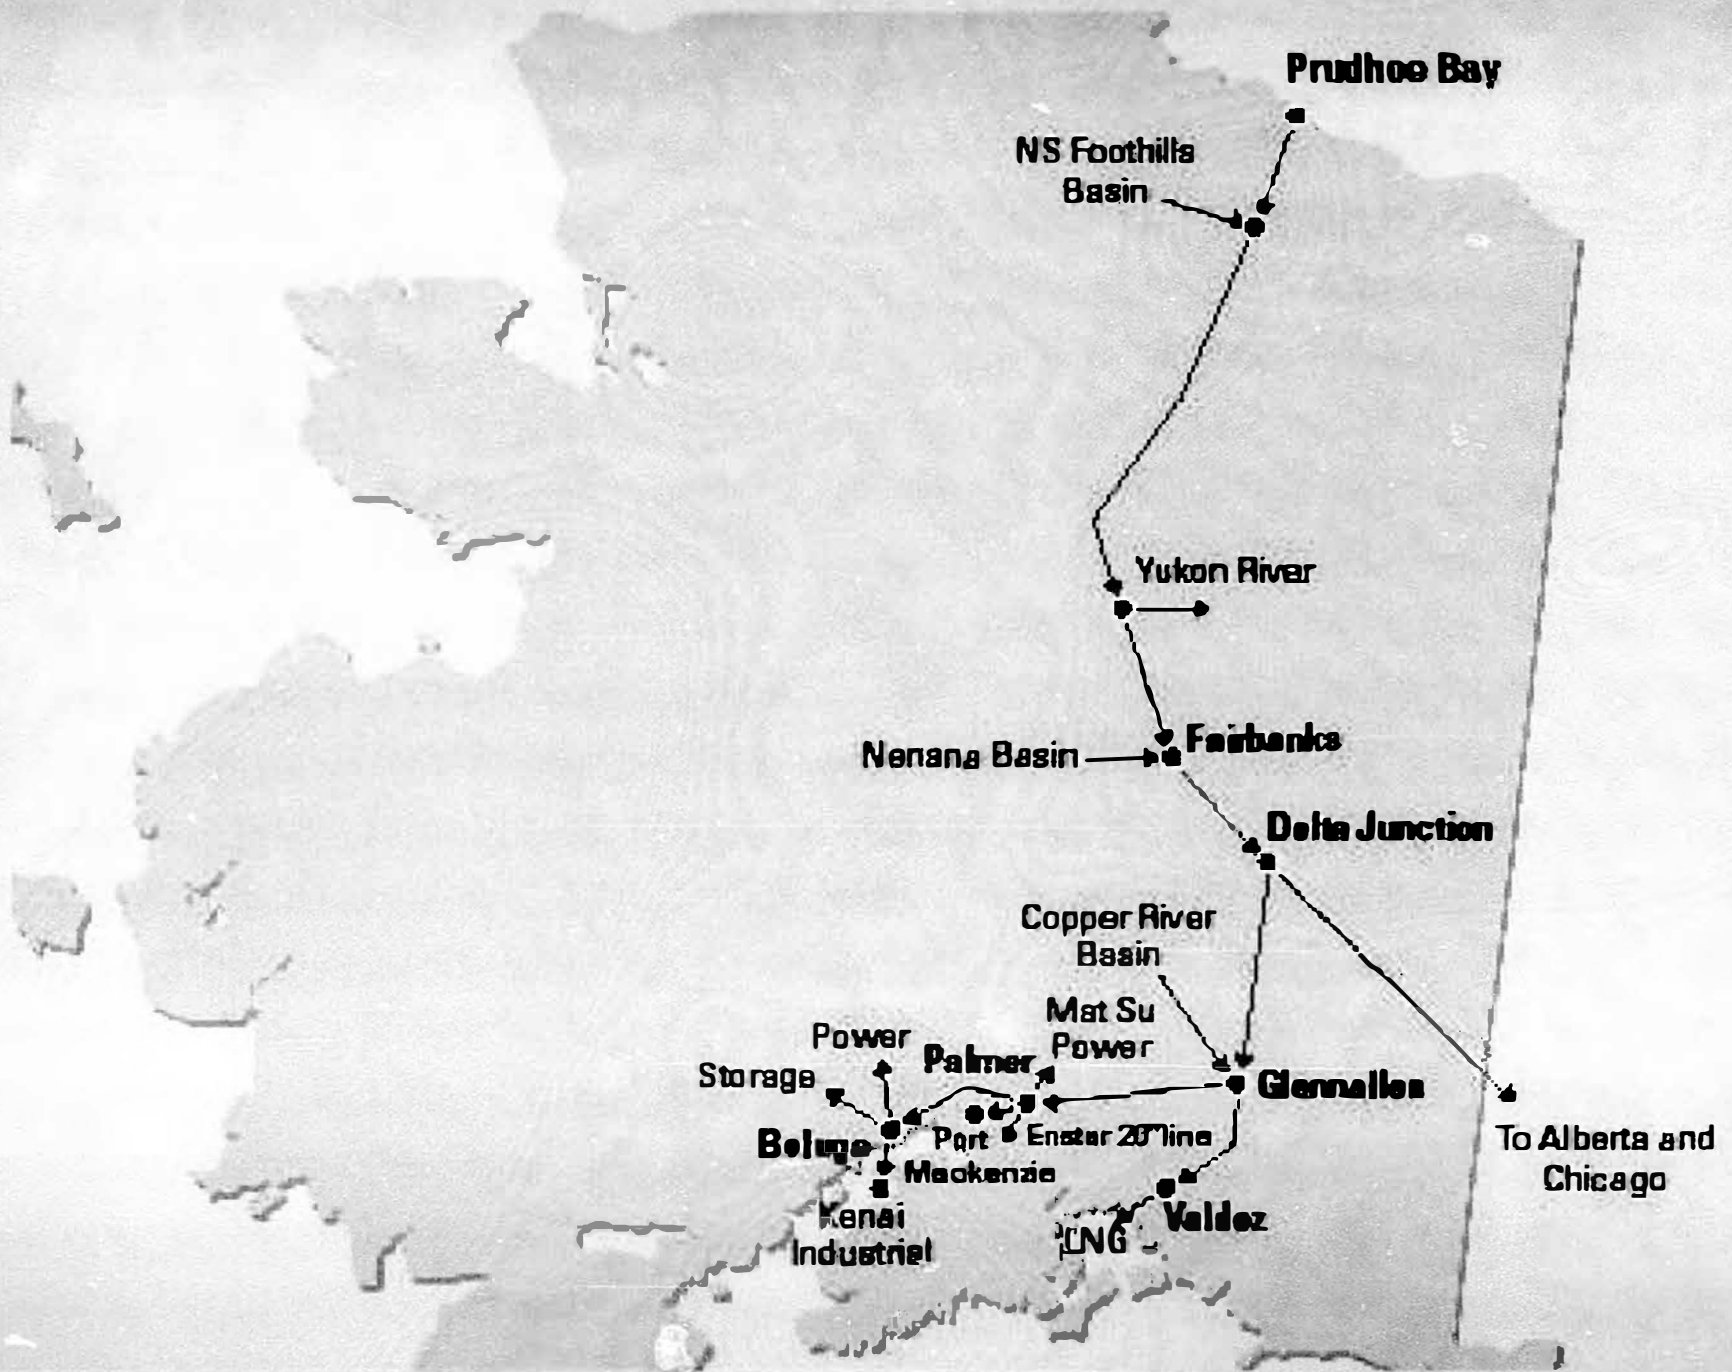 Prudhoe Bay
NS Foothills
Basin
Yukon River
Fairbanks
Nenana Basin
Delta Junction
Copper River
Basin
Mat Su
Power
Power
Palmer
Storage
Glennallen
Enstar 20" line
Port
Mackenzie
Beluga
To Alberta and
Chicago
Kenai
Industrial
Valdez
LNG